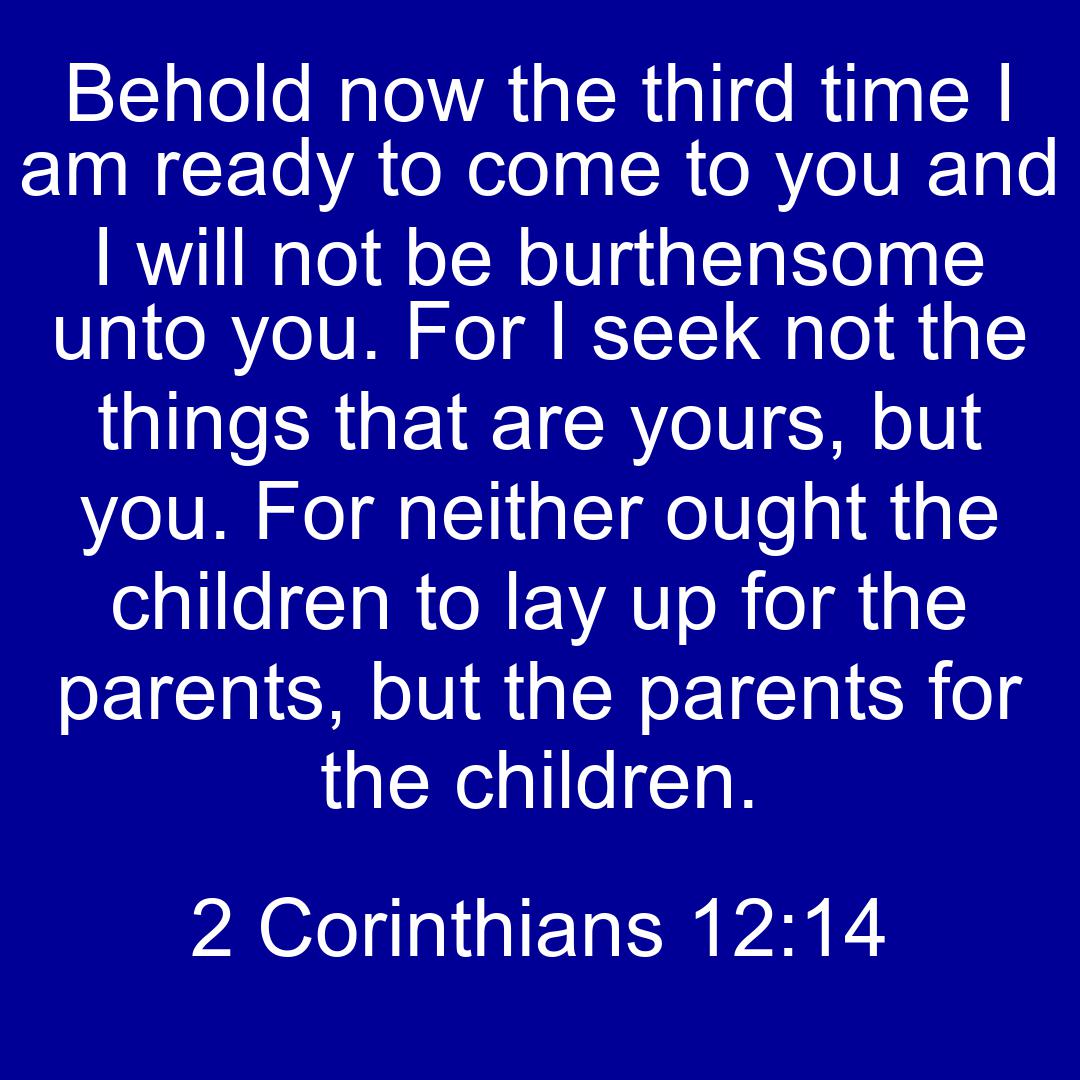 Behold now the third time I
am ready to come to you and
I will not be burthensome
unto you. For I seek not the
things that are yours, but
you. For neither ought the
children to lay up for the
parents, but the parents for
the children.
2 Corinthians 12:14